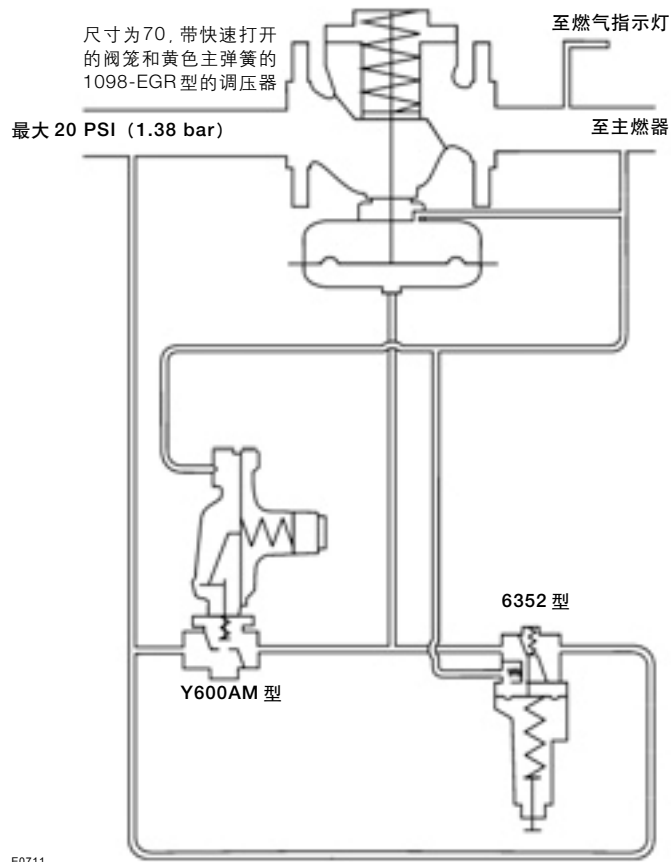 尺寸为70, 带快速打开
的阀笼和黄色主弹簧的
1098-EGR型的调压器
至燃气指示灯
最大 20 PSI（1.38 bar）
至主燃器
6352 型
Y600AM 型
E0711